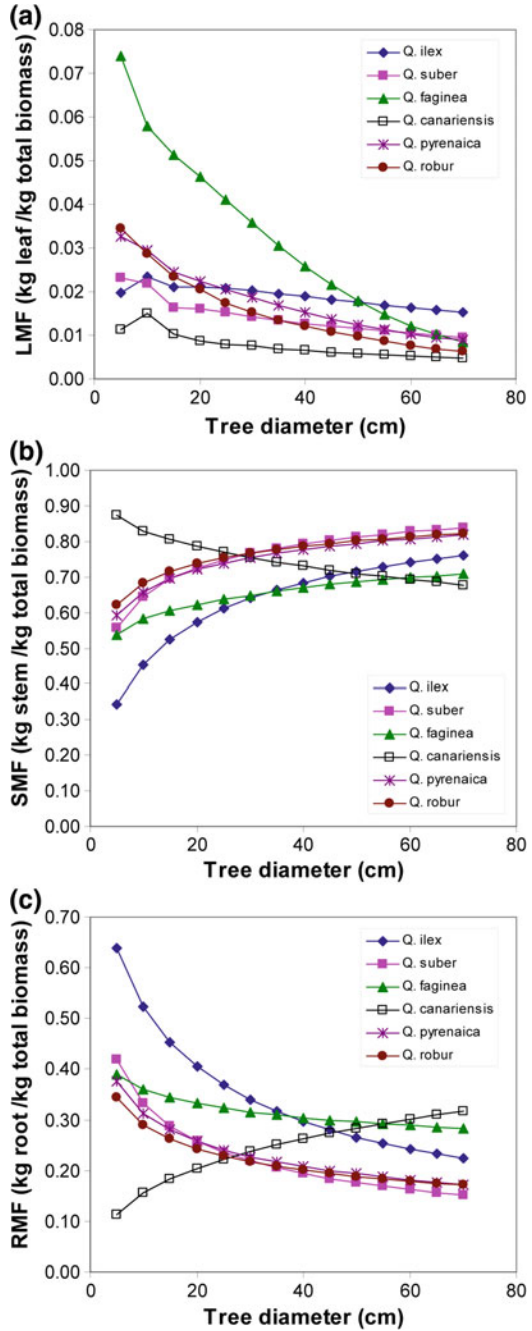 (a)
0.08
0.07
0.06
0.05
0.04
0.03
0.02
0.01
0.00
LMF (kg leaf /kg total biomass)
Q. ilex
Q. suber
Q. faginea
Q. canariensis
Q. pyrenaica
Q. robur
0 20 40 60 80
Tree diameter (cm)
(b)
1.00
0.90
0.80
0.70
0.60
0.50
0.40
0.30
0.20
0.10
0.00
SMF (kg stem /kg total biomass)
Q. ilex
Q. suber
Q. faginea
Q. canariensis
Q. pyrenaica
Q. robur
0 20 40 60 80
Tree diameter (cm)
(c)
0.70
0.60
0.50
0.40
0.30
0.20
0.10
0.00
RMF (kg root /kg total biomass)
Q. ilex
Q. suber
Q. faginea
Q. canariensis
Q. pyrenaica
Q. robur
0 20 40 60 80
Tree diameter (cm)